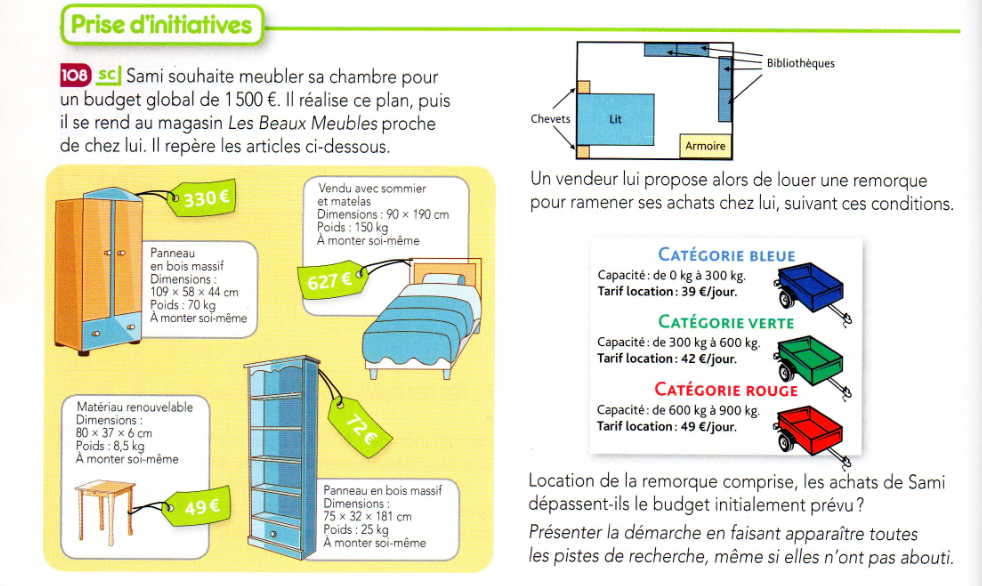 Prise d'initiatives
108 SC Sami souhaite meubler sa chambre pour
un budget global de 1 500 €. Il réalise ce plan, puis
il se rend au magasin Les Beaux Meubles proche
de chez lui. Il repère les articles ci-dessous.
330 €
Panneau
en bois massif
Dimensions :
109 × 58 × 44 cm
Poids : 70 kg
À monter soi-même
Vendu avec sommier
et matelas
Dimensions : 90 × 190 cm
Poids : 150 kg
À monter soi-même
627 €
Matériau renouvelable
Dimensions :
80 × 37 × 6 cm
Poids : 8,5 kg
À monter soi-même
49 €
72 €
Panneau en bois massif
Dimensions :
75 × 32 × 181 cm
Poids : 25 kg
À monter soi-même
Bibliothèques
Chevets
Lit
Armoire
Un vendeur lui propose alors de louer une remorque
pour ramener ses achats chez lui, suivant ces conditions.
CATÉGORIE BLEUE
Capacité : de 0 kg à 300 kg.
Tarif location : 39 €/jour.
CATÉGORIE VERTE
Capacité : de 300 kg à 600 kg.
Tarif location : 42 €/jour.
CATÉGORIE ROUGE
Capacité : de 600 kg à 900 kg.
Tarif location : 49 €/jour.
Location de la remorque comprise, les achats de Sami
dépassent-ils le budget initialement prévu ?
Présenter la démarche en faisant apparaître toutes
les pistes de recherche, même si elles n'ont pas abouti.